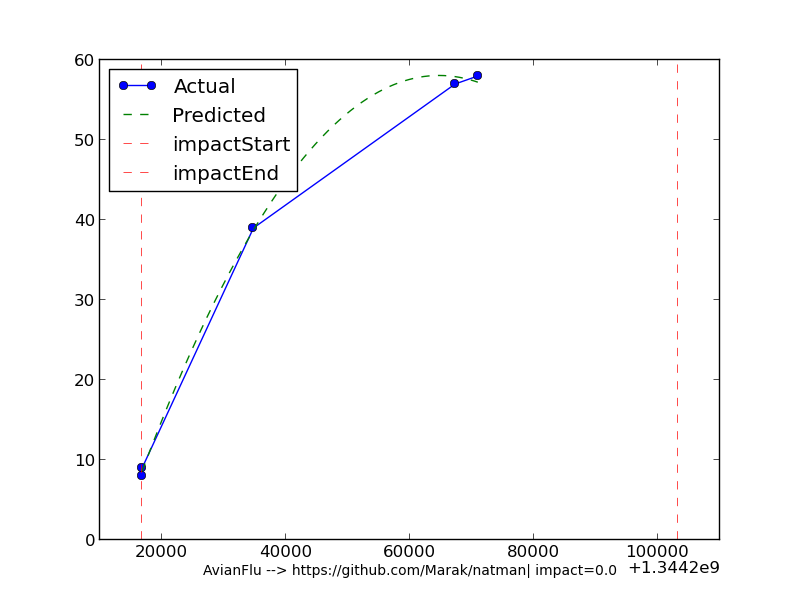 60
50
40
30
20
10
0
Actual
Predicted
impactStart
impactEnd
20000 40000 60000 80000 100000
+1.3442e9
AvianFlu --> https://github.com/Marak/natman| impact=0.0